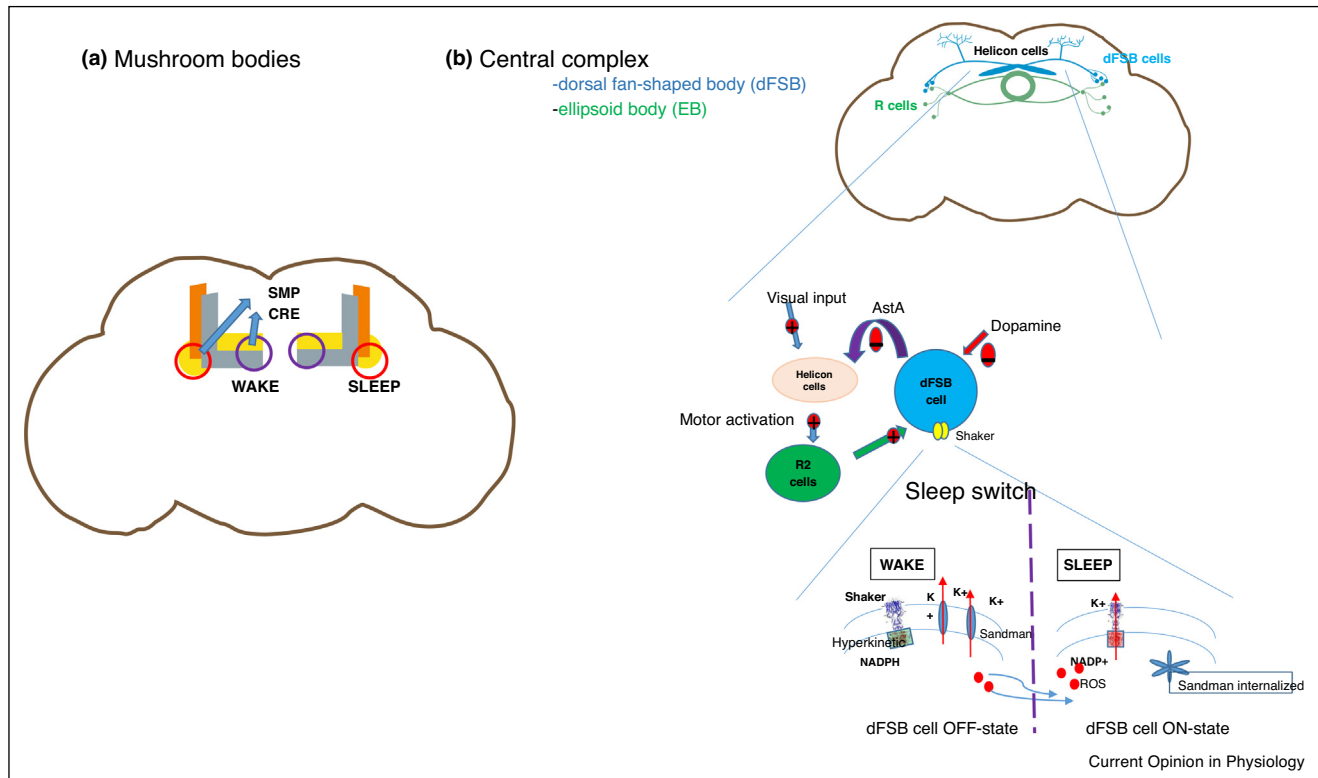 (a) Mushroom bodies
(b) Central complex
-dorsal fan-shaped body (dFSB)
-ellipsoid body (EB)
Helicon cells
dFSB cells
R cells
SMP
CRE
WAKE
SLEEP
Visual input
AstA
Dopamine
Helicon
cells
dFSB
cell
Motor activation
Shaker
R2
cells
Sleep switch
WAKE
SLEEP
Shaker
K
+
K+
K+
K+
Hyperkinetic
Sandman
NADPH
NADP+
ROS
Sandman internalized
dFSB cell OFF-state
dFSB cell ON-state
Current Opinion in Physiology